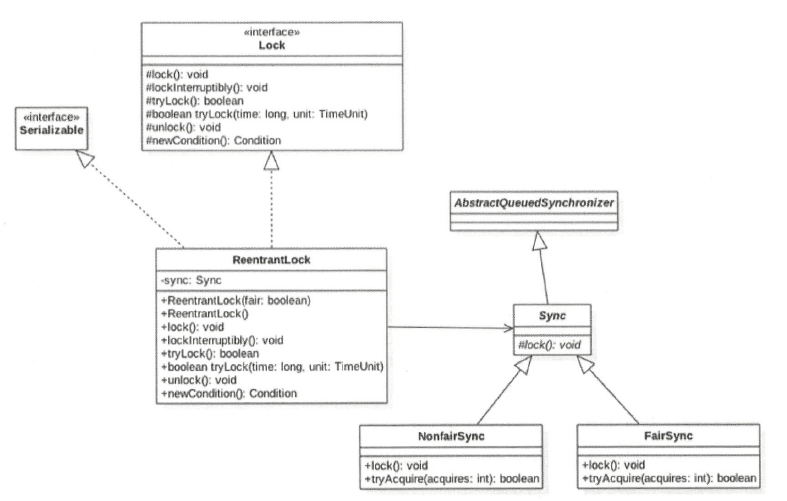 «interface»
Lock
#lock(): void
#lockInterruptibly(): void
#tryLock(): boolean
#boolean tryLock(time: long, unit: TimeUnit)
#unlock(): void
#newCondition(): Condition
«interface»
Serializable
AbstractQueuedSynchronizer
ReentrantLock
-sync: Sync
+ReentrantLock(fair: boolean)
+ReentrantLock()
+lock(): void
+lockInterruptibly(): void
+tryLock(): boolean
+boolean tryLock(time: long, unit: TimeUnit)
+unlock(): void
+newCondition(): Condition
Sync
#lock(): void
NonfairSync
+lock(): void
+tryAcquire(acquires: int): boolean
FairSync
+lock(): void
+tryAcquire(acquires: int): boolean